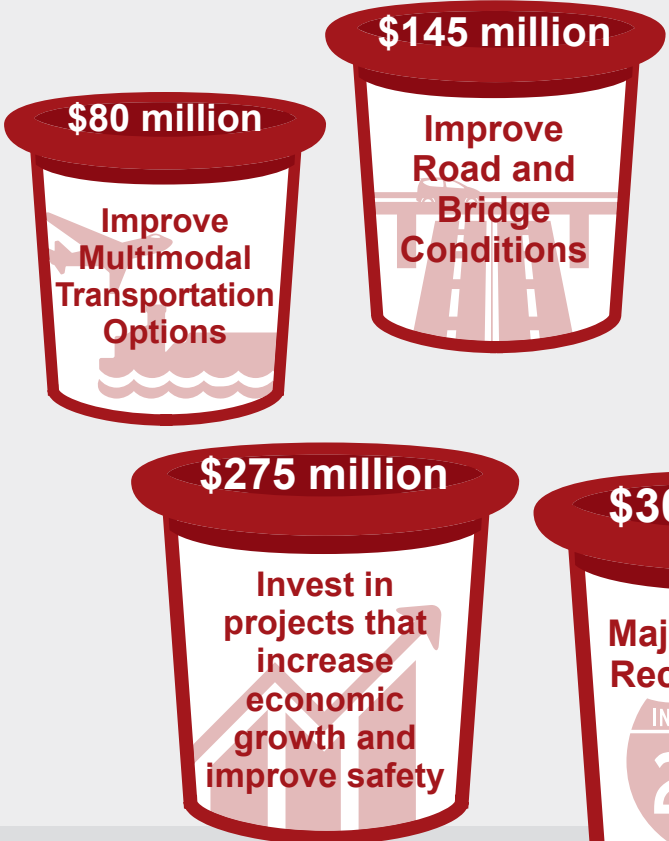 $80 million
Improve
Multimodal
Transportation
Options
$145 million
Improve
Road and
Bridge
Conditions
$275 million
Invest in
projects that
increase
economic
growth and
improve safety